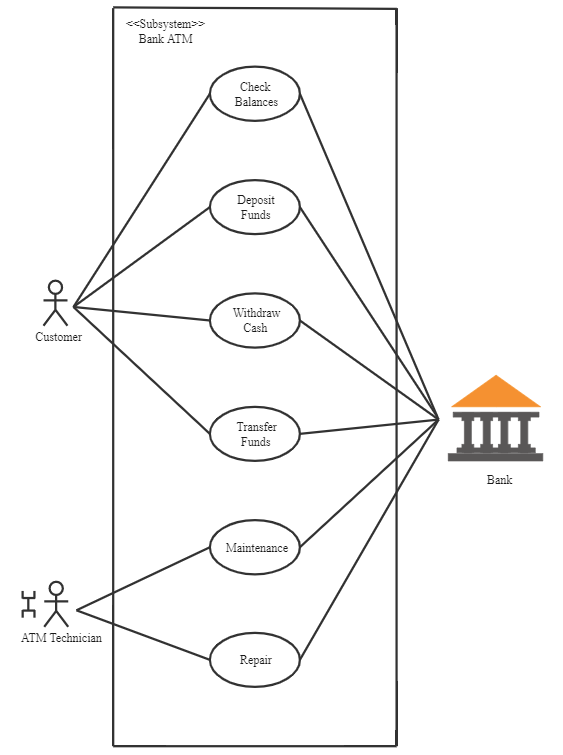 <<Subsystem>>
Bank ATM
Check
Balances
Deposit
Funds
Withdraw
Cash
Customer
Transfer
Funds
Bank
Maintenance
ATM Technician
Repair